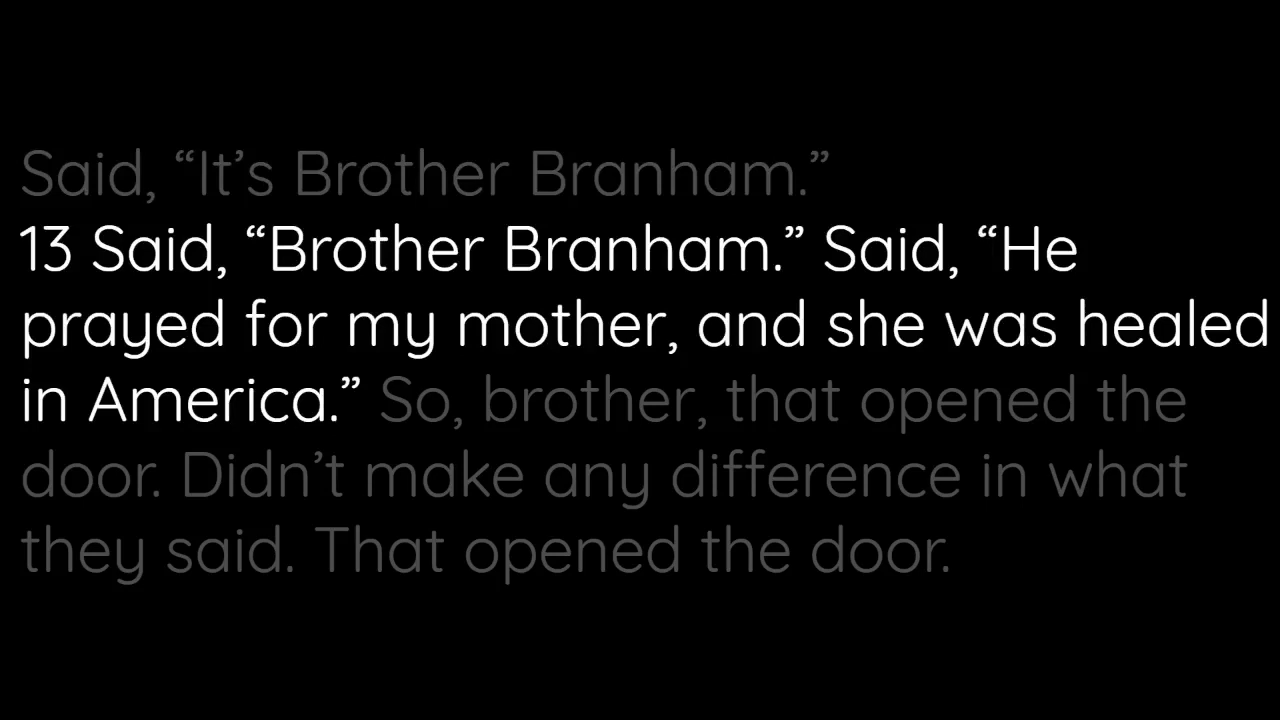 Said, “It’s Brother Branham.”
13 Said, “Brother Branham.” Said, “He
prayed for my mother, and she was healed
in America.” So, brother, that opened the
door. Didn’t make any difference in what
they said. That opened the door.